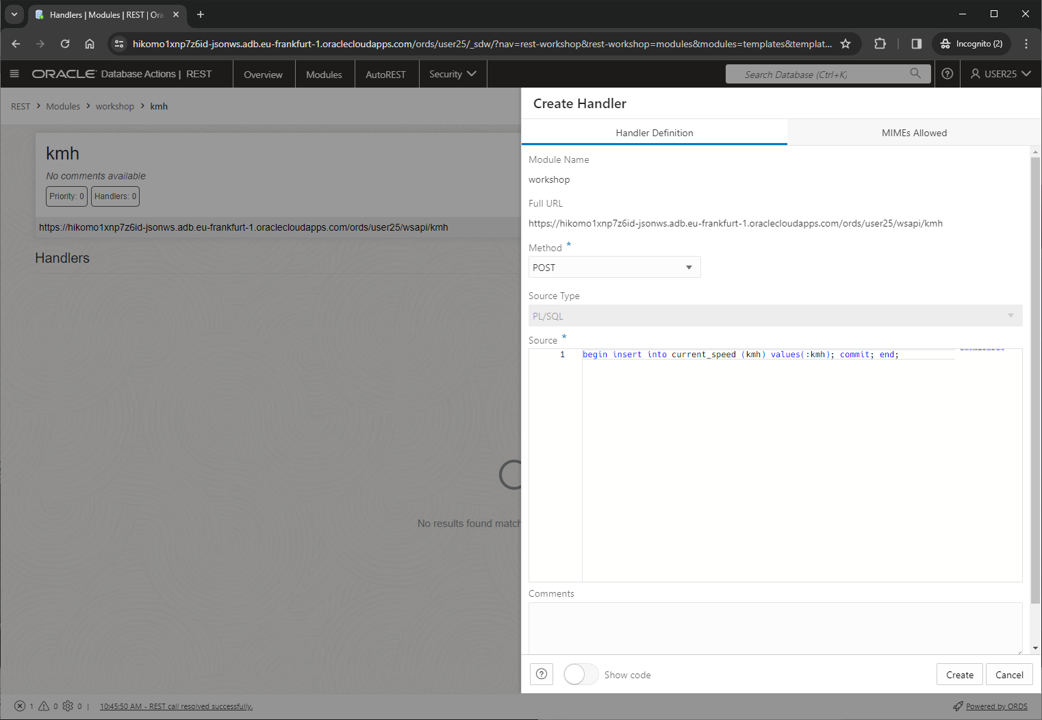 Handlers | Modules | REST | Ora
hikomo1xnp7z6id-jsonws.adb.eu-frankfurt-1.oraclecloudapps.com/ords/user25/_sdw/?nav=rest-workshop&rest-workshop=modules&modules=templates&templat...
Incognito (2)
ORACLE Database Actions | REST
Overview
Modules
AutoREST
Security
Search Database (Ctrl+K)
USER25
REST > Modules > workshop > kmh
kmh
No comments available
Priority: 0
Handlers: 0
https://hikomo1xnp7z6id-jsonws.adb.eu-frankfurt-1.oraclecloudapps.com/ords/user25/wsapi/kmh
Handlers
No results found match
Create Handler
Handler Definition
MIMEs Allowed
Module Name
workshop
Full URL
https://hikomo1xnp7z6id-jsonws.adb.eu-frankfurt-1.oraclecloudapps.com/ords/user25/wsapi/kmh
Method *
POST
Source Type
PL/SQL
Source *
1 begin insert into current_speed (kmh) values(:kmh); commit; end;
Comments
Show code
Create
Cancel
1 0 0 | 10:45:50 AM - REST call resolved successfully.
Powered by ORDS